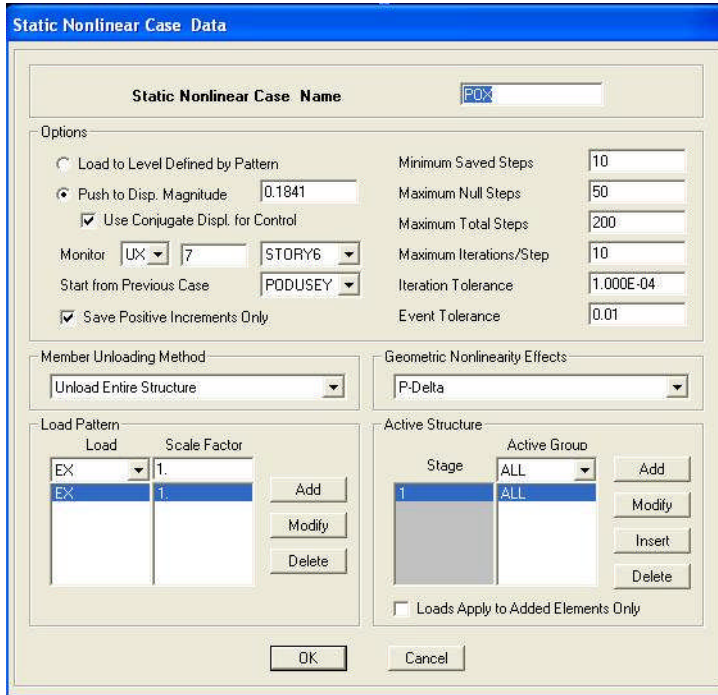 Static Nonlinear Case Data
Static Nonlinear Case Name POX
Options
Load to Level Defined by Pattern
Push to Disp. Magnitude 0.1841
Use Conjugate Displ. for Control
Monitor UX 7 STORY6
Start from Previous Case PODUSEY
Save Positive Increments Only
Minimum Saved Steps 10
Maximum Null Steps 50
Maximum Total Steps 200
Maximum Iterations/Step 10
Iteration Tolerance 1.000E-04
Event Tolerance 0.01
Member Unloading Method
Unload Entire Structure
Geometric Nonlinearity Effects
P-Delta
Load Pattern
Load Scale Factor
EX 1.
EX 1.
Add
Modify
Delete
Active Structure
Active Group
Stage ALL
1 ALL
Add
Modify
Insert
Delete
Loads Apply to Added Elements Only
OK Cancel